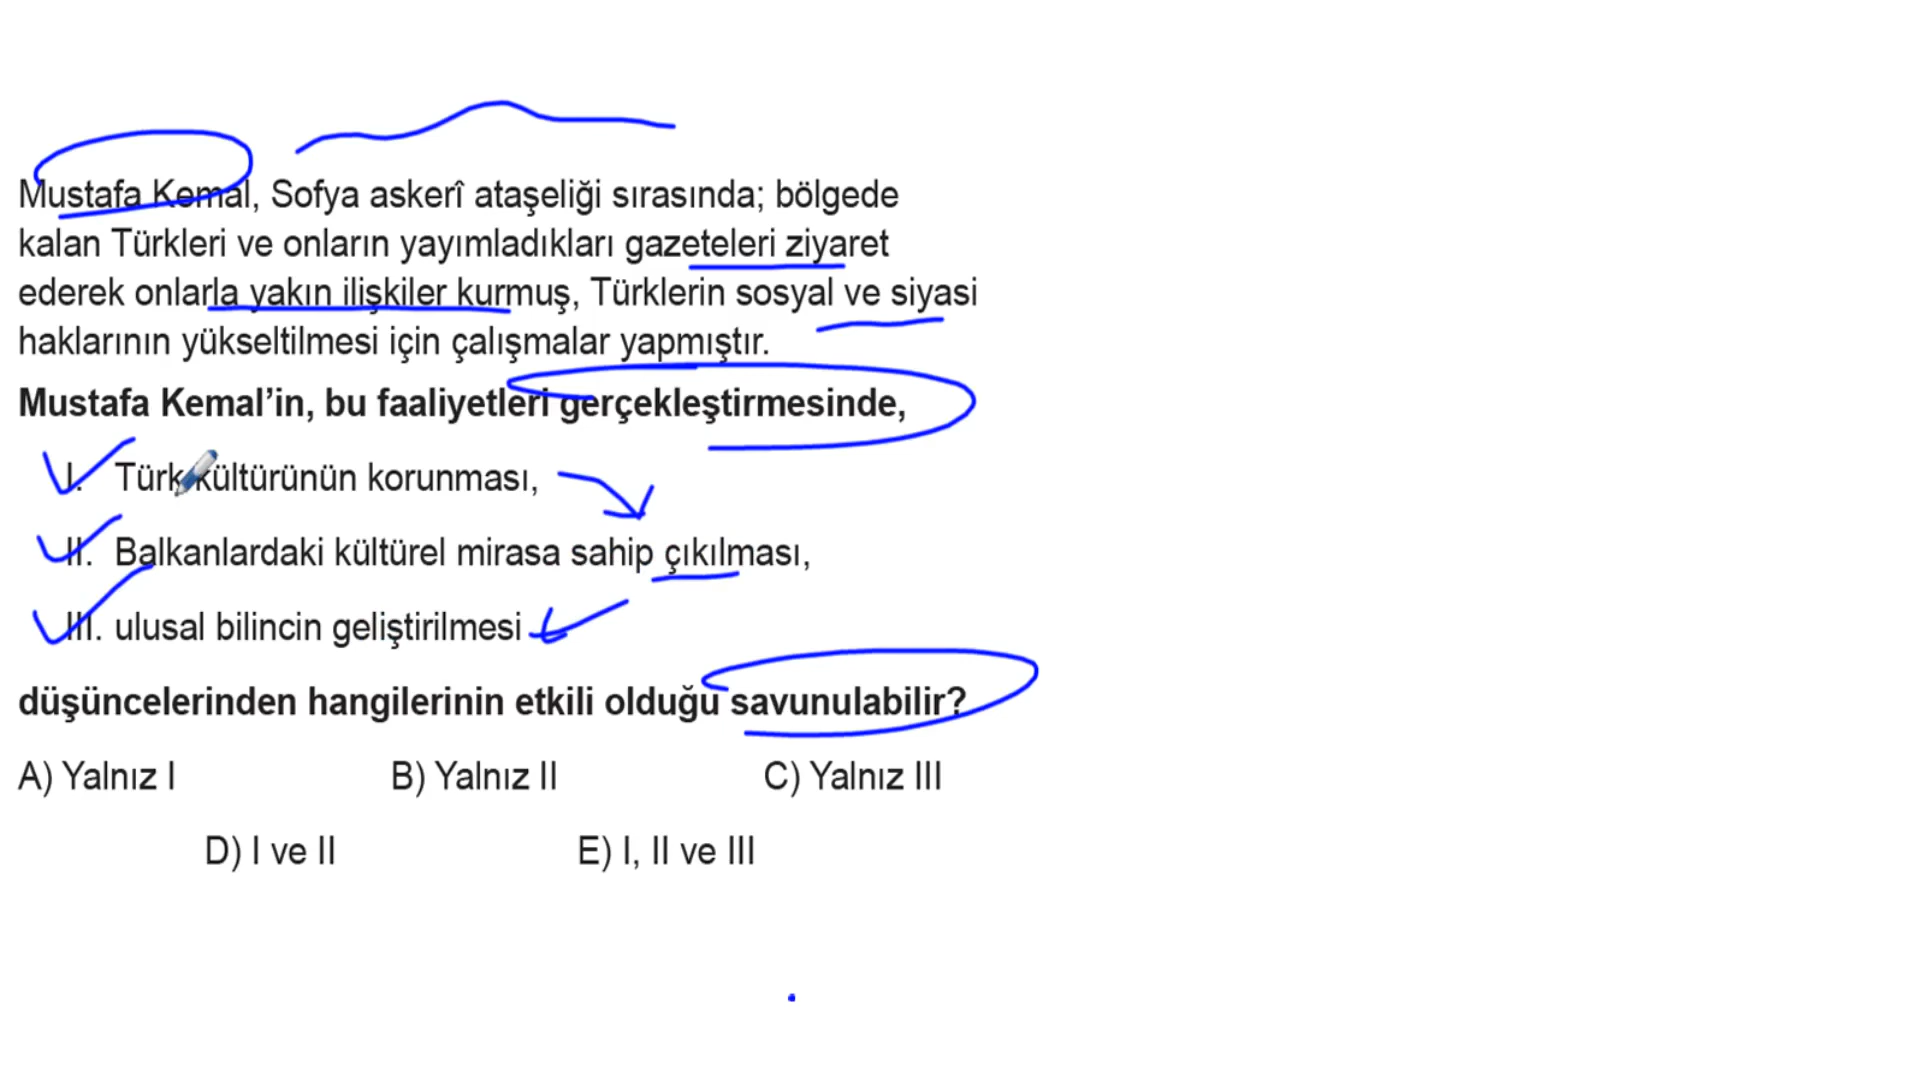 Mustafa Kemal, Sofya askerî ataşeliği sırasında; bölgede
kalan Türkleri ve onların yayımladıkları gazeteleri ziyaret
ederek onlarla yakın ilişkiler kurmuş, Türklerin sosyal ve siyasi
haklarının yükseltilmesi için çalışmalar yapmıştır.
Mustafa Kemal’in, bu faaliyetleri gerçekleştirmesinde,
I. Türk kültürünün korunması,
II. Balkanlardaki kültürel mirasa sahip çıkılması,
III. ulusal bilincin geliştirilmesi
düşüncelerinden hangilerinin etkili olduğu savunulabilir?
A) Yalnız I B) Yalnız II C) Yalnız III
D) I ve II E) I, II ve III